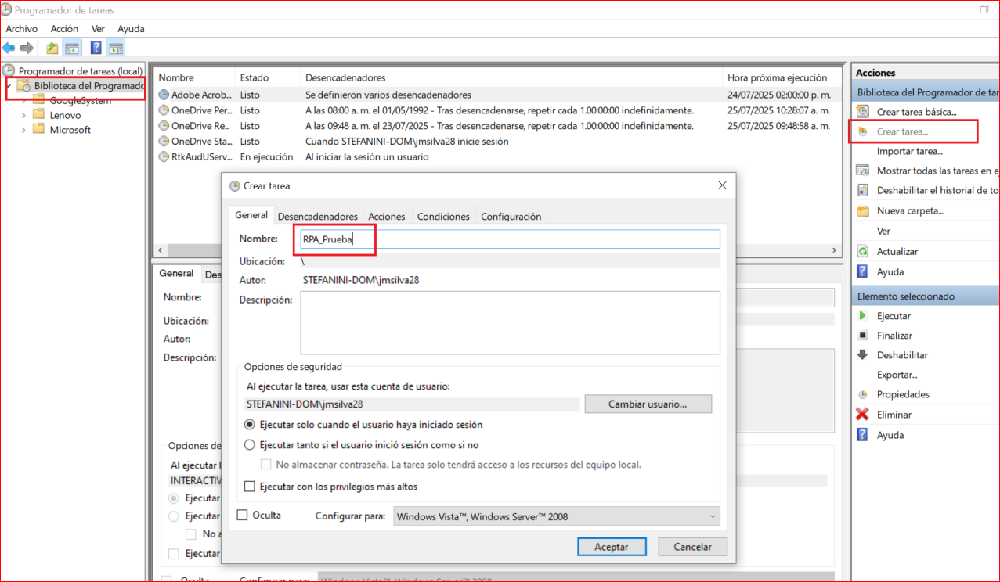 Programador de tareas
Archivo Acción Ver Ayuda
Programador de tareas (local)
Biblioteca del Programado
GoogleSystem
Lenovo
Microsoft
Nombre Estado Desencadenadores Hora próxima ejecución
Adobe Acrob... Listo Se definieron varios desencadenadores 24/07/2025 02:00:00 p. m.
OneDrive Per... Listo A las 08:00 a. m. el 01/05/1992 - Tras desencadenarse, repetir cada 1.00:00:00 indefinidamente. 25/07/2025 10:28:07 a. m.
OneDrive Re... Listo A las 09:48 a. m. el 23/07/2025 - Tras desencadenarse, repetir cada 1.00:00:00 indefinidamente. 25/07/2025 09:48:58 a. m.
OneDrive Sta... Listo Cuando STEFANINI-DOM\jmsilva28 inicie sesión
RtkAudUServ... En ejecución Al iniciar la sesión un usuario
General Des
Nombre:
Ubicación:
Autor:
Descripción:
Opciones de
Al ejecutar l
INTERACTIV
Ejecutar
Ejecutar
No a
Ejecutar
Oculta Configurar para: Windows Vista™, Windows Server™ 2008
Crear tarea
General Desencadenadores Acciones Condiciones Configuración
Nombre: RPA_Prueba
Ubicación: \
Autor: STEFANINI-DOM\jmsilva28
Descripción:
Opciones de seguridad
Al ejecutar la tarea, usar esta cuenta de usuario:
STEFANINI-DOM\jmsilva28 Cambiar usuario...
Ejecutar solo cuando el usuario haya iniciado sesión
Ejecutar tanto si el usuario inició sesión como si no
No almacenar contraseña. La tarea solo tendrá acceso a los recursos del equipo local.
Ejecutar con los privilegios más altos
Oculta Configurar para: Windows Vista™, Windows Server™ 2008
Aceptar Cancelar
Acciones
Biblioteca del Programador de tar
Crear tarea básica...
Crear tarea...
Importar tarea...
Mostrar todas las tareas en e
Deshabilitar el historial de to
Nueva carpeta...
Ver
Actualizar
Ayuda
Elemento seleccionado
Ejecutar
Finalizar
Deshabilitar
Exportar...
Propiedades
Eliminar
Ayuda